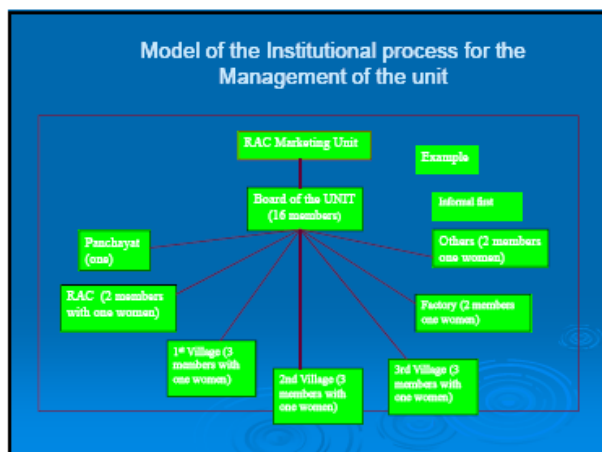 Model of the Institutional process for the
Management of the unit
RAC Marketing Unit
Example
Board of the UNIT
(16 members)
Informal first
Panchayat
(one)
Others (2 members
one women)
RAC (2 members
with one women)
Factory (2 members
one women)
1st Village (3
members with
one women)
2nd Village (3
members with
one women)
3rd Village (3
members with
one women)